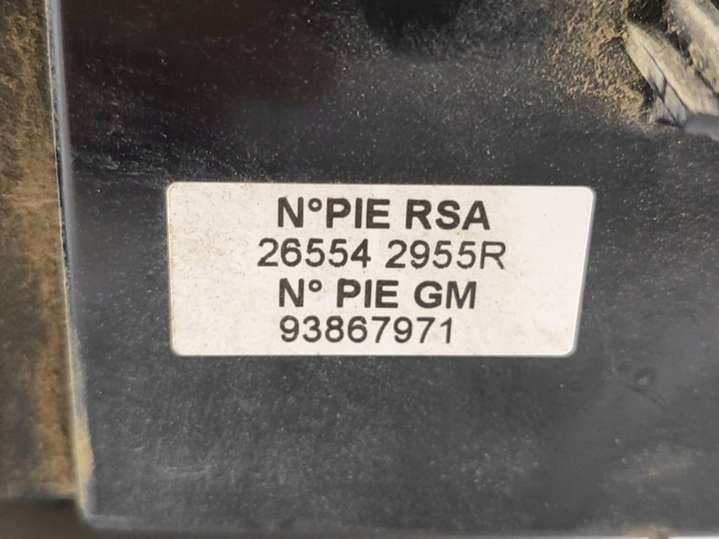 N°PIE RSA
26554 2955R
N° PIE GM
93867971